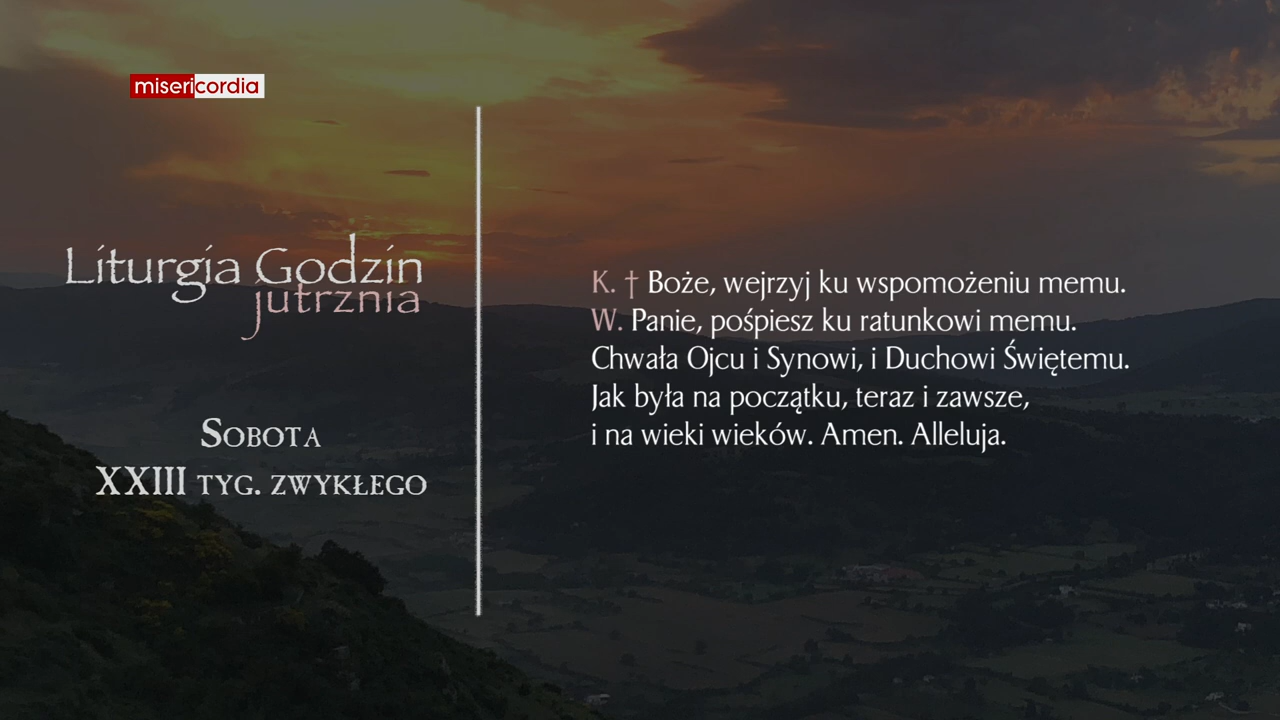 misericordia
Liturgia Godzin
jutrznia
Sobota
XXIII tyg. zwykłego
K. † Boże, wejrzyj ku wspomożeniu memu.
W. Panie, pośpiesz ku ratunkowi memu.
Chwała Ojcu i Synowi, i Duchowi Świętemu.
Jak była na początku, teraz i zawsze,
i na wieki wieków. Amen. Alleluja.